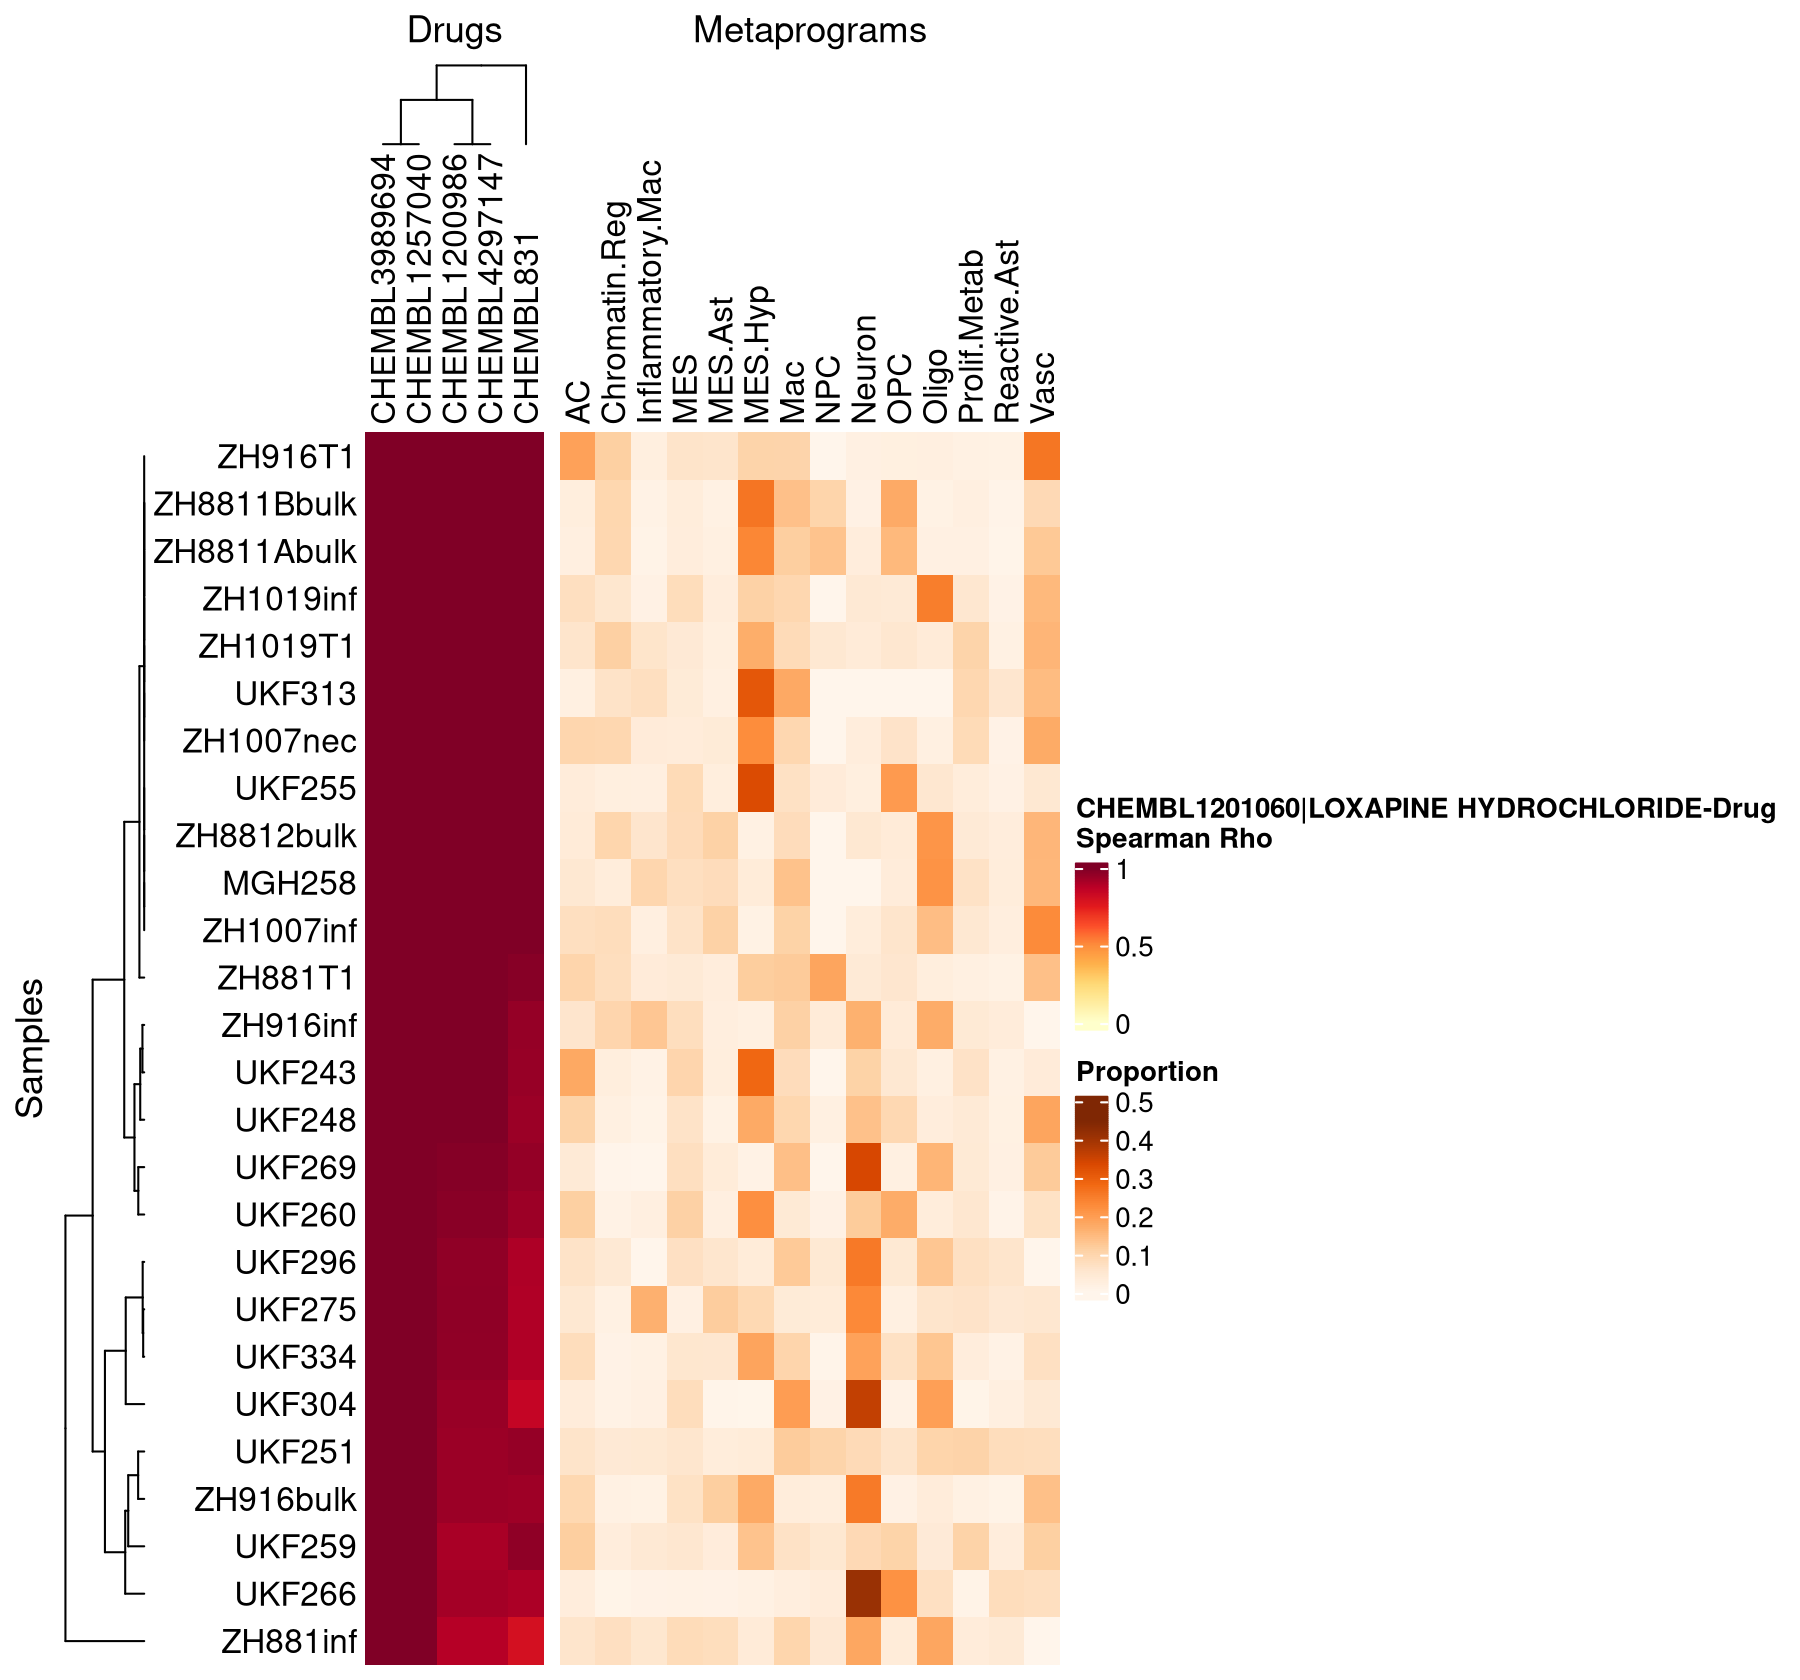 Drugs
Metaprograms
CHEMBL3989694
CHEMBL1257040
CHEMBL1200986
CHEMBL4297147
CHEMBL831
AC
Chromatin.Reg
Inflammatory.Mac
MES
MES.Ast
MES.Hyp
Mac
NPC
Neuron
OPC
Oligo
Prolif.Metab
Reactive.Ast
Vasc
Samples
ZH916T1
ZH8811Bbulk
ZH8811Abulk
ZH1019inf
ZH1019T1
UKF313
ZH1007nec
UKF255
ZH8812bulk
MGH258
ZH1007inf
ZH881T1
ZH916inf
UKF243
UKF248
UKF269
UKF260
UKF296
UKF275
UKF334
UKF304
UKF251
ZH916bulk
UKF259
UKF266
ZH881inf
CHEMBL1201060|LOXAPINE HYDROCHLORIDE-Drug
Spearman Rho
1
0.5
0
Proportion
0.5
0.4
0.3
0.2
0.1
0